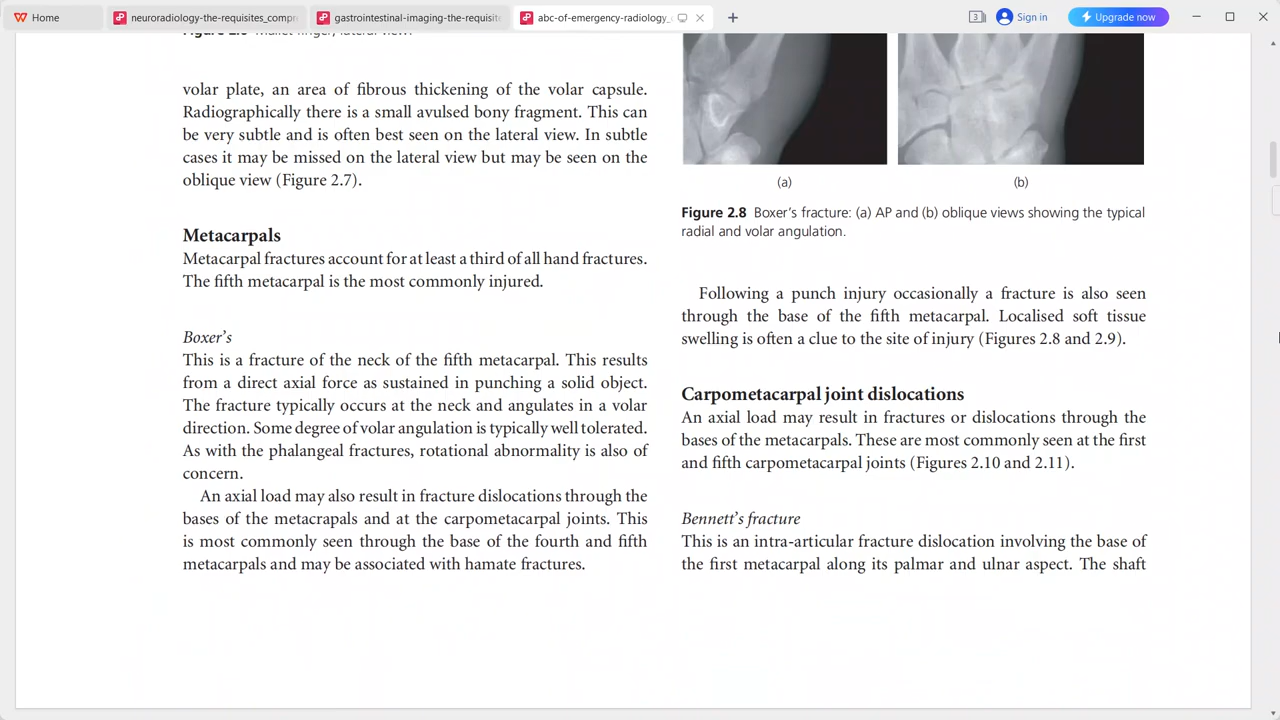 Home
neuroradiology-the-requisites_compr
gastrointestinal-imaging-the-requisite
abc-of-emergency-radiology_
3
Sign in
Upgrade now
volar plate, an area of fibrous thickening of the volar capsule.
Radiographically there is a small avulsed bony fragment. This can
be very subtle and is often best seen on the lateral view. In subtle
cases it may be missed on the lateral view but may be seen on the
oblique view (Figure 2.7).
Metacarpals
Metacarpal fractures account for at least a third of all hand fractures.
The fifth metacarpal is the most commonly injured.
Boxer's
This is a fracture of the neck of the fifth metacarpal. This results
from a direct axial force as sustained in punching a solid object.
The fracture typically occurs at the neck and angulates in a volar
direction. Some degree of volar angulation is typically well tolerated.
As with the phalangeal fractures, rotational abnormality is also of
concern.
An axial load may also result in fracture dislocations through the
bases of the metacrapals and at the carpometacarpal joints. This
is most commonly seen through the base of the fourth and fifth
metacarpals and may be associated with hamate fractures.
(a)
(b)
Figure 2.8 Boxer's fracture: (a) AP and (b) oblique views showing the typical
radial and volar angulation.
Following a punch injury occasionally a fracture is also seen
through the base of the fifth metacarpal. Localised soft tissue
swelling is often a clue to the site of injury (Figures 2.8 and 2.9).
Carpometacarpal joint dislocations
An axial load may result in fractures or dislocations through the
bases of the metacarpals. These are most commonly seen at the first
and fifth carpometacarpal joints (Figures 2.10 and 2.11).
Bennett's fracture
This is an intra-articular fracture dislocation involving the base of
the first metacarpal along its palmar and ulnar aspect. The shaft